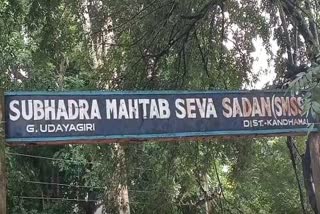 SUBHADRA MAHTAB SEVA SADAN(SMSS)
G. UDAYAGIRI DIST.-KANDHAMAL